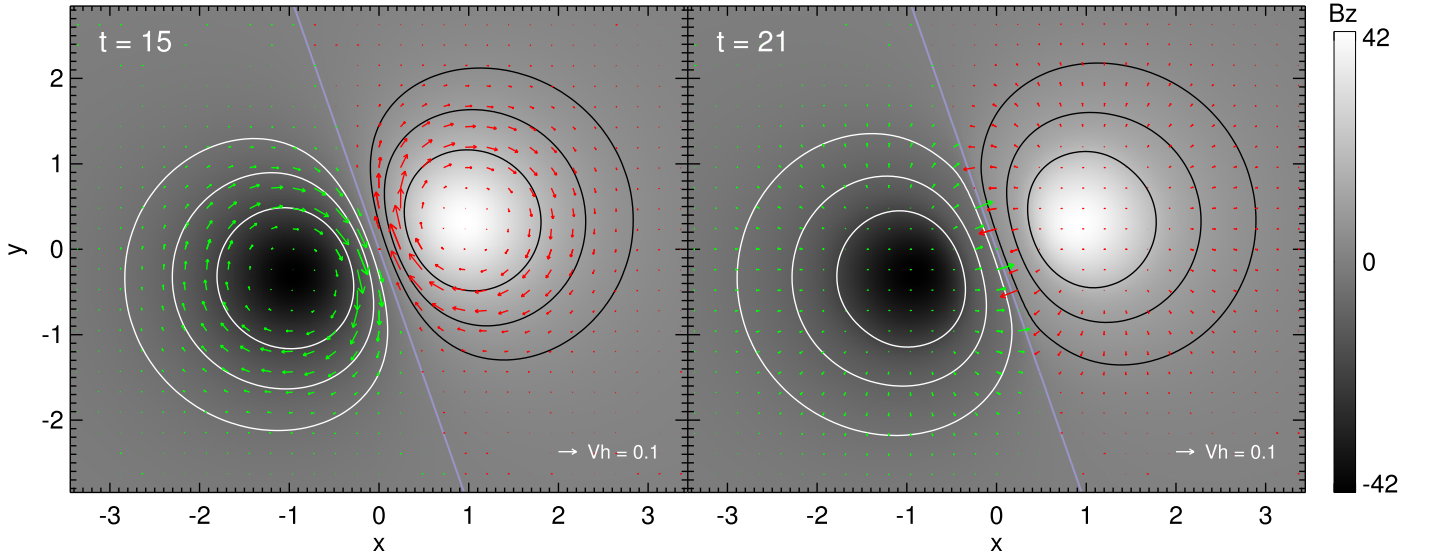 t = 15
t = 21
Bz
42
0
-42
y
2
1
0
-1
-2
Vh = 0.1
Vh = 0.1
-3 -2 -1 0 1 2 3
-3 -2 -1 0 1 2 3
x
x